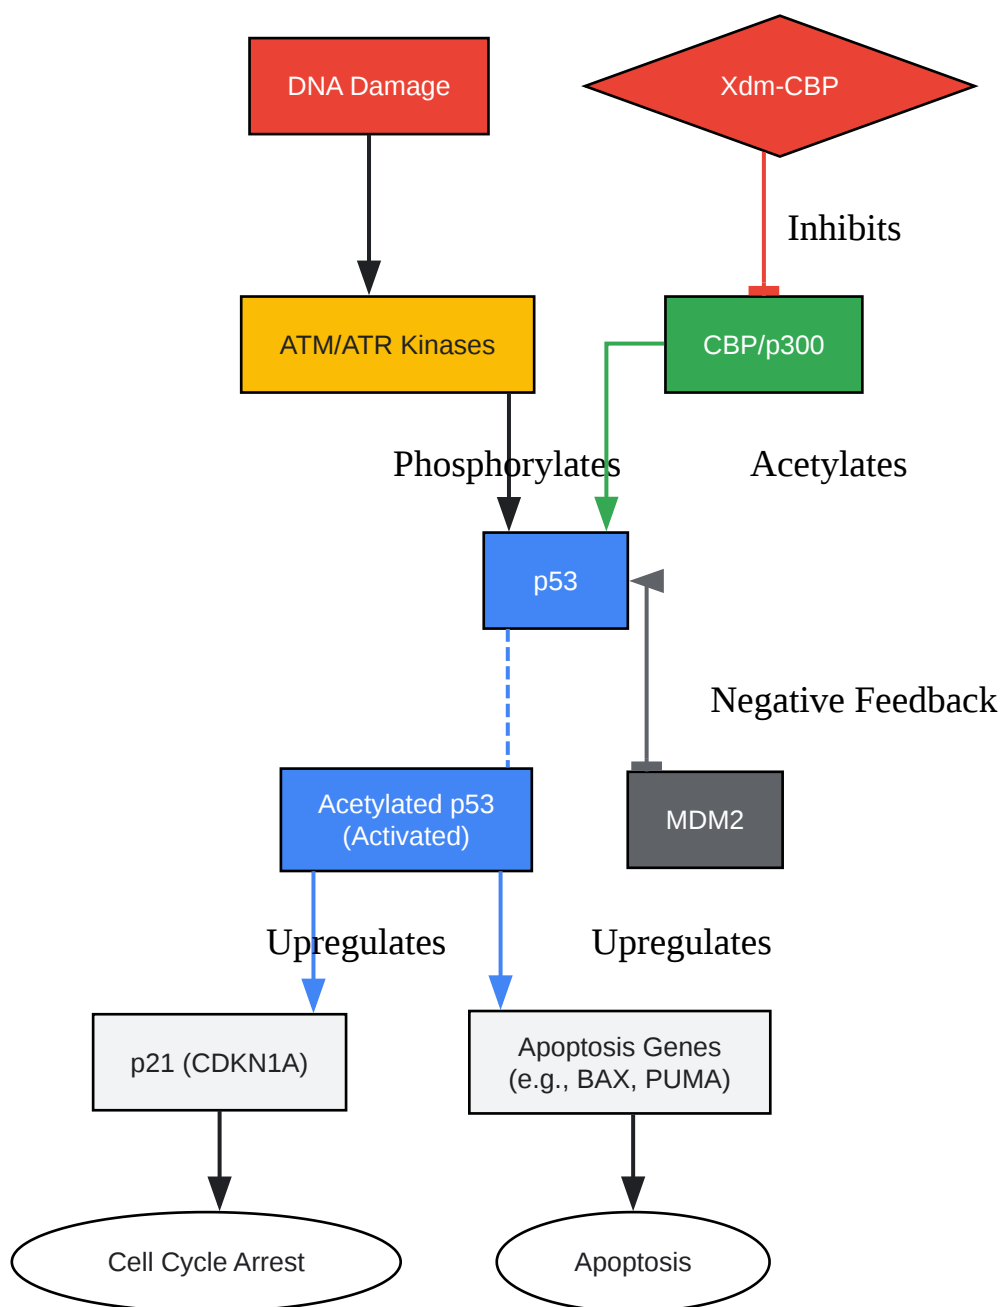 DNA Damage
Xdm-CBP
Inhibits
ATM/ATR Kinases
CBP/p300
Phosphorylates
Acetylates
p53
Negative Feedback
Acetylated p53
(Activated)
MDM2
Upregulates
Upregulates
p21 (CDKN1A)
Apoptosis Genes
(e.g., BAX, PUMA)
Cell Cycle Arrest
Apoptosis